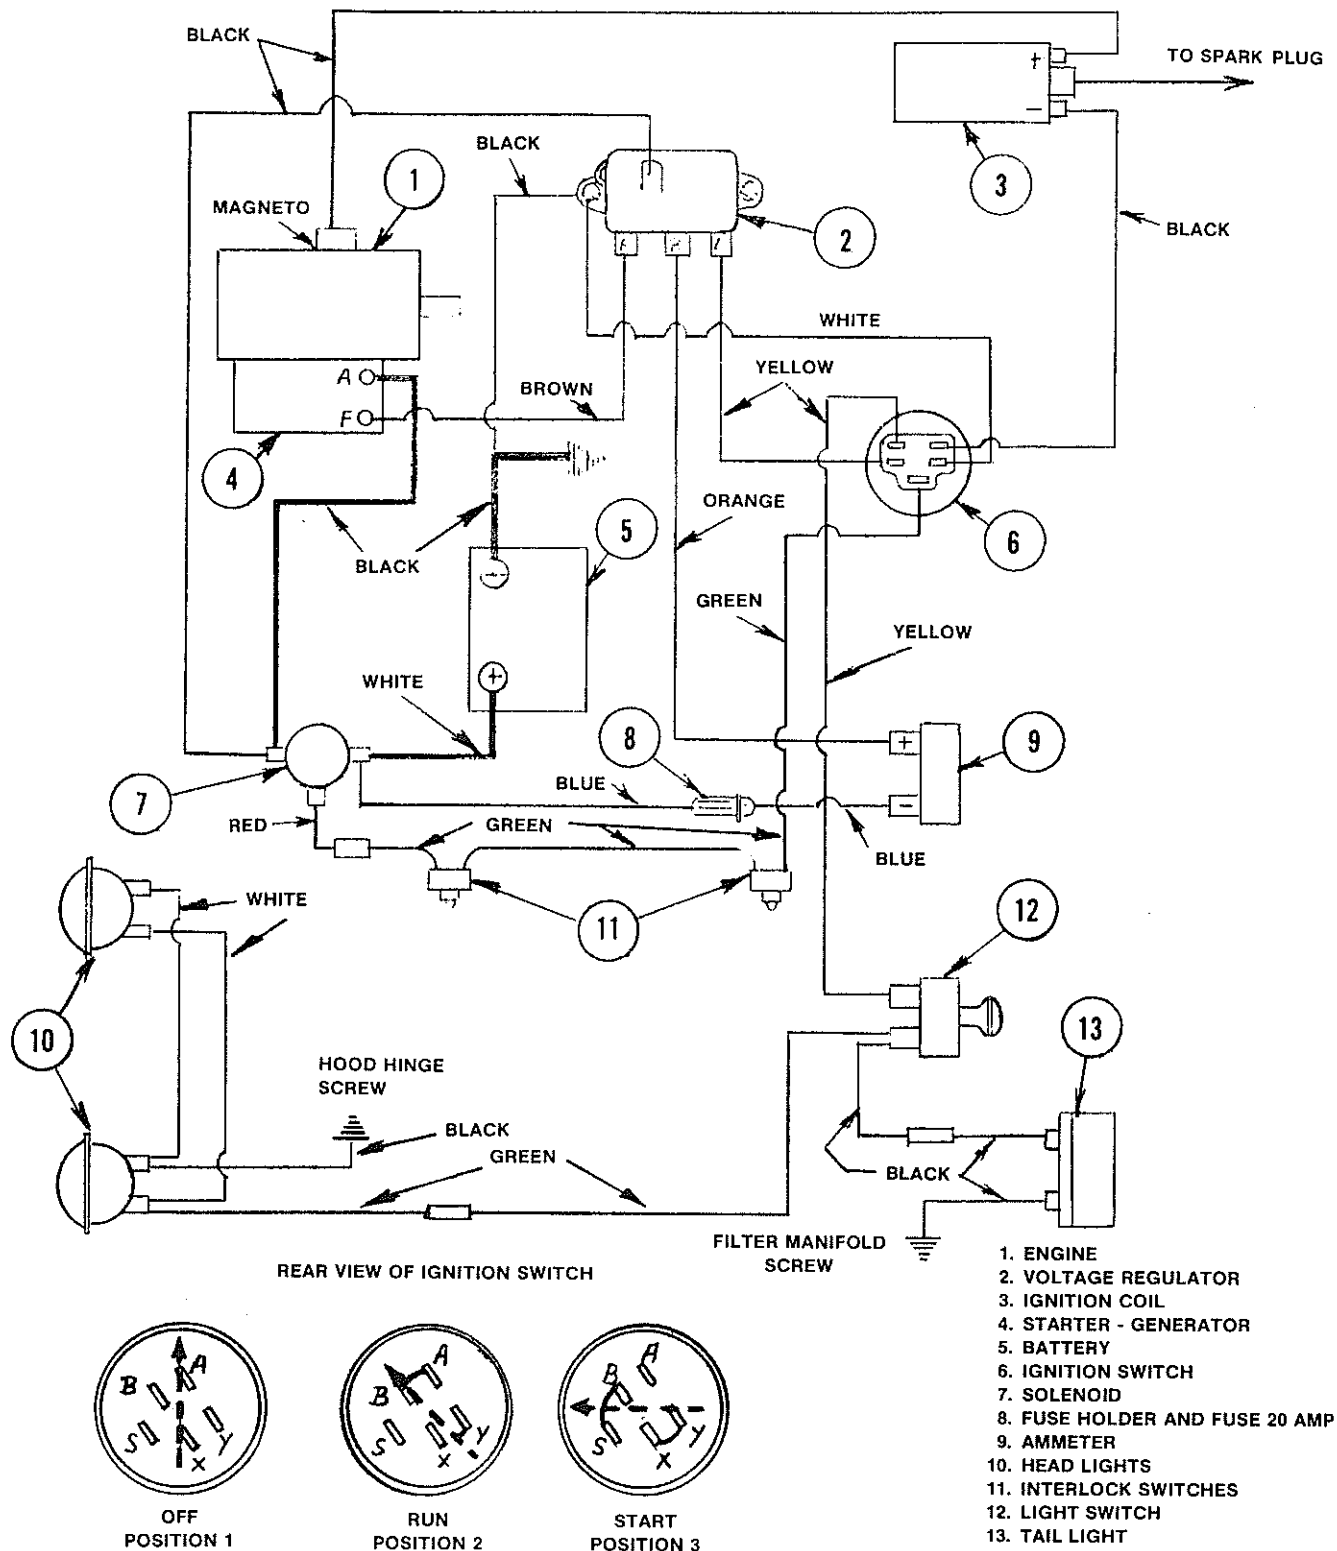 BLACK
+
TO SPARK PLUG
−
BLACK
1
3
MAGNETO
BLACK
2
WHITE
A
YELLOW
BROWN
F
4
ORANGE
5
6
BLACK
−
GREEN
YELLOW
+
WHITE
8
+
9
7
BLUE
−
RED
GREEN
BLUE
WHITE
11
12
10
13
HOOD HINGE
SCREW
BLACK
GREEN
BLACK
FILTER MANIFOLD
SCREW
REAR VIEW OF IGNITION SWITCH
1. ENGINE
2. VOLTAGE REGULATOR
3. IGNITION COIL
4. STARTER - GENERATOR
5. BATTERY
6. IGNITION SWITCH
7. SOLENOID
8. FUSE HOLDER AND FUSE 20 AMP
9. AMMETER
10. HEAD LIGHTS
11. INTERLOCK SWITCHES
12. LIGHT SWITCH
13. TAIL LIGHT
A
B
S
X
Y
A
B
S
X
Y
A
B
S
X
Y
OFF
POSITION 1
RUN
POSITION 2
START
POSITION 3